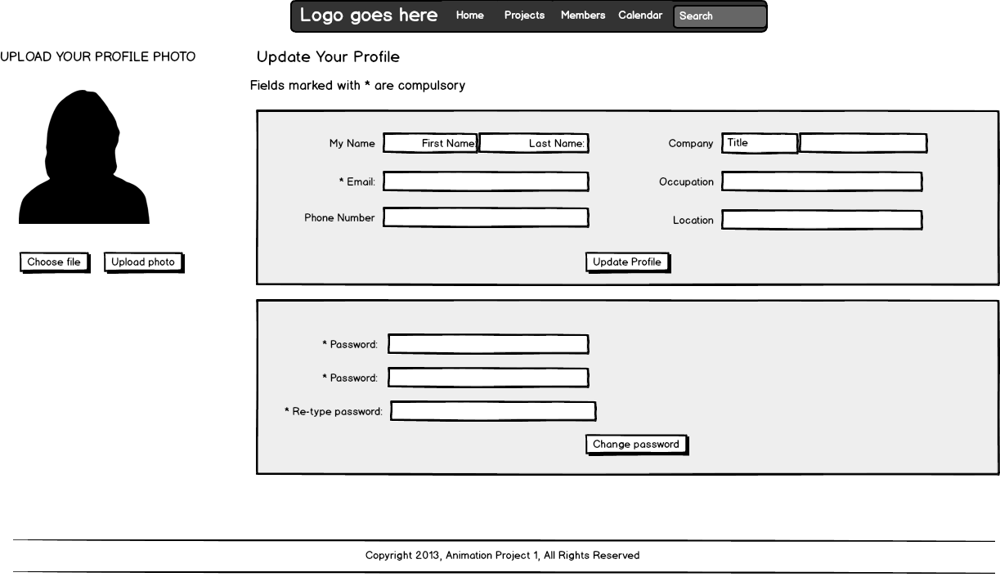 Logo goes here Home Projects Members Calendar Search
UPLOAD YOUR PROFILE PHOTO
Update Your Profile
Fields marked with * are compulsory
My Name First Name: Last Name: Company Title
* Email: Occupation
Phone Number Location
Choose file Upload photo Update Profile
* Password:
* Password:
* Re-type password:
Change password
Copyright 2013, Animation Project 1, All Rights Reserved